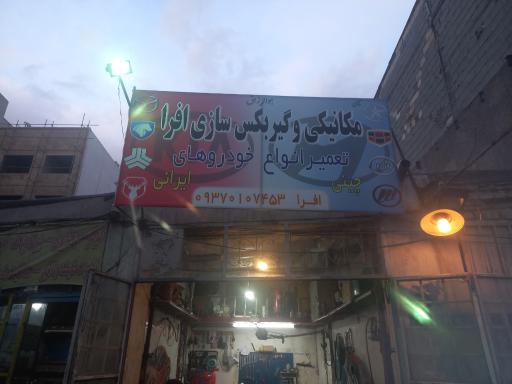 مکانیکی و گیربکس سازی افرا
تعمیر انواع خودروهای
چینی ایرانی
افرا ۰۹۳۷۰۱۰۷۴۵۳